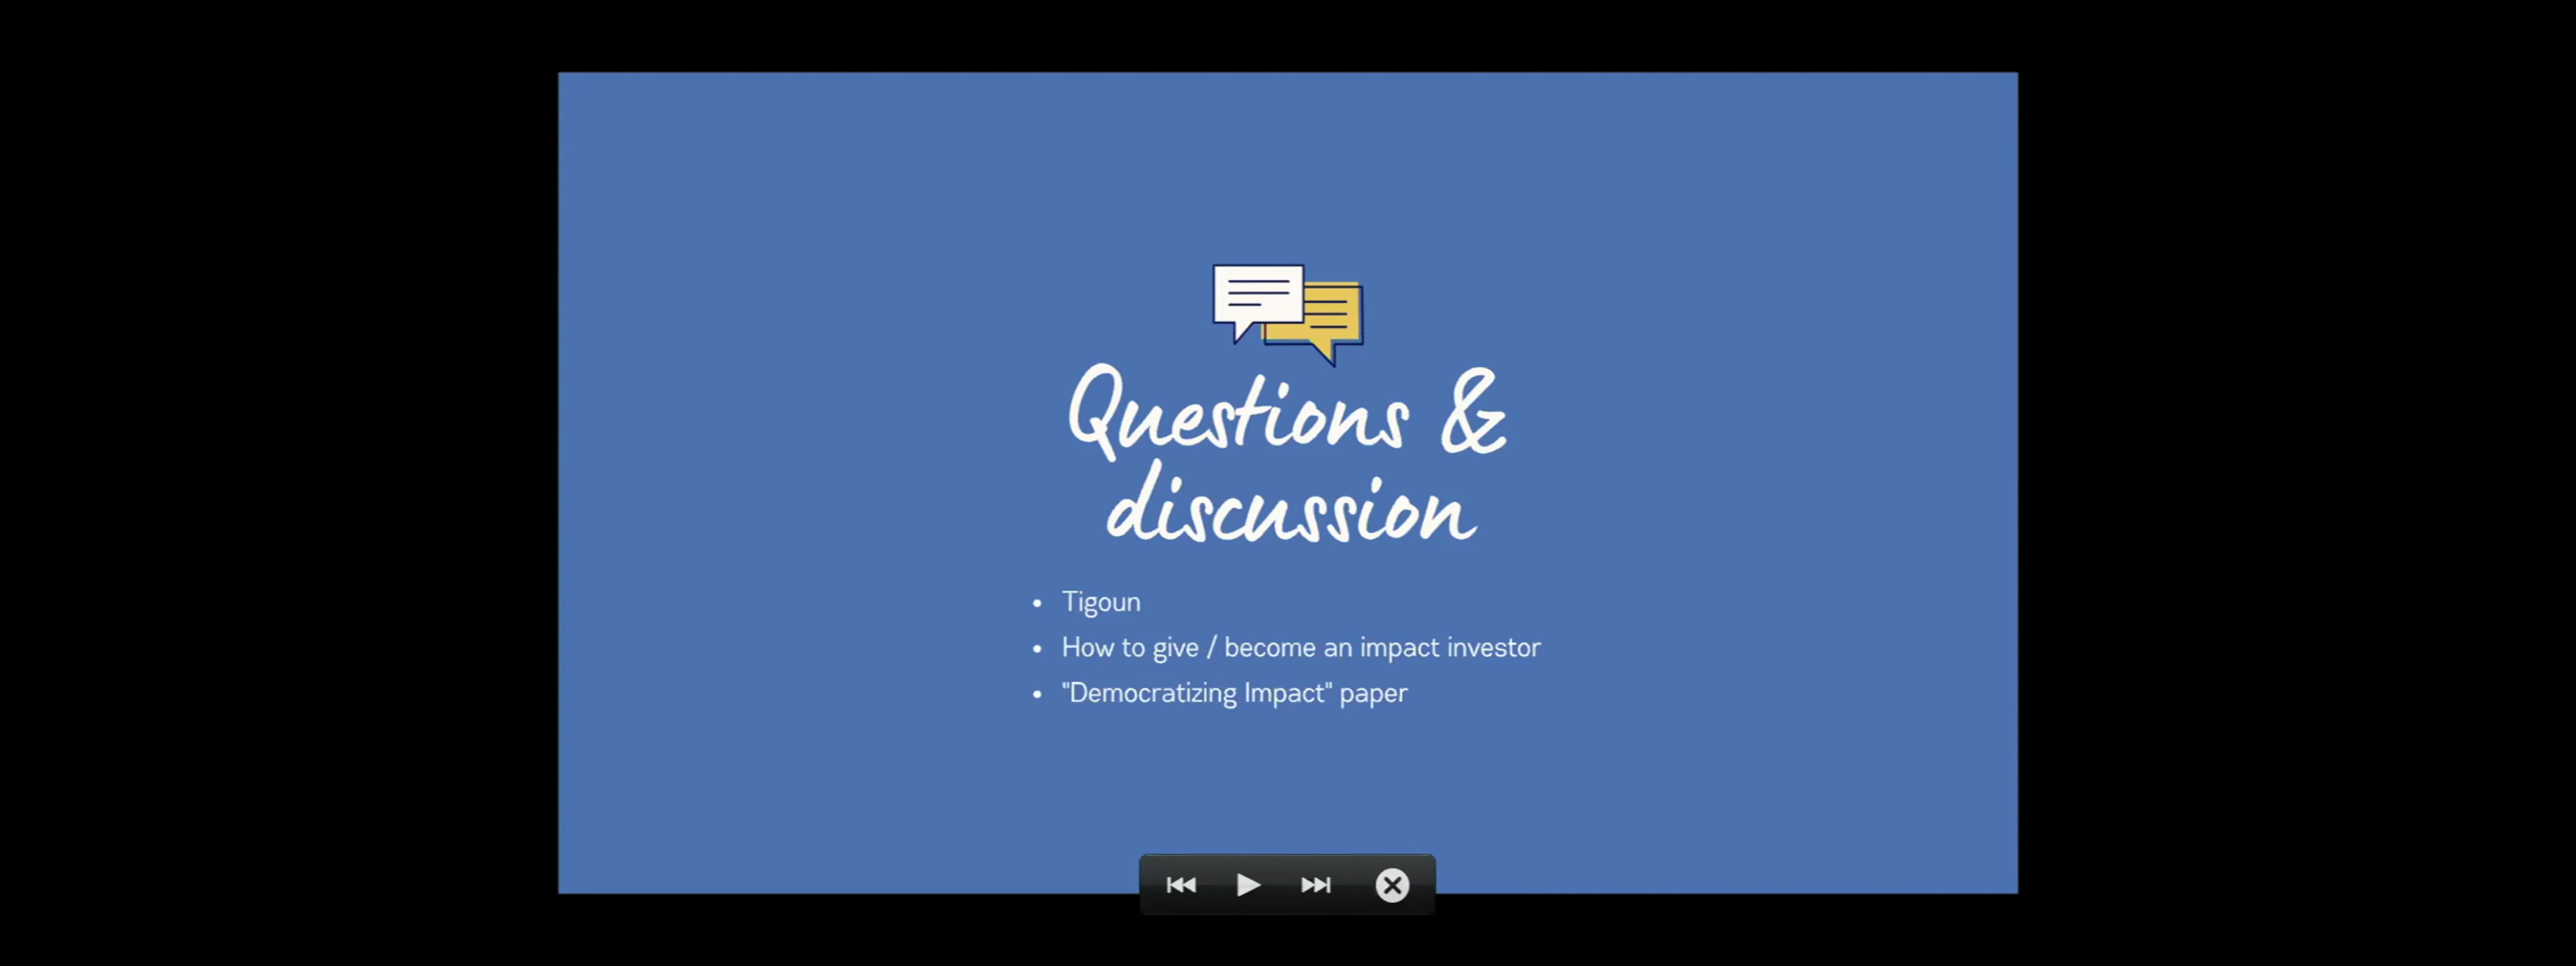 Questions &
discussion
• Tigoun
• How to give / become an impact investor
• "Democratizing Impact" paper